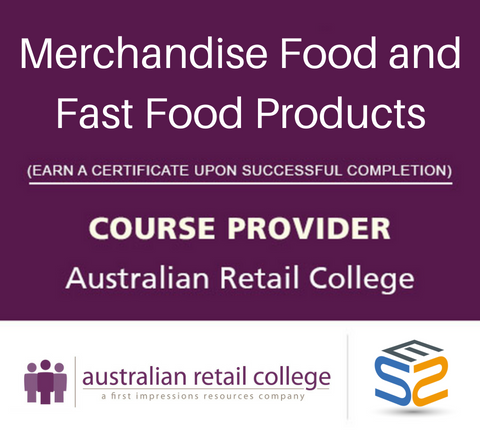 Merchandise Food and
Fast Food Products
(EARN A CERTIFICATE UPON SUCCESSFUL COMPLETION)
COURSE PROVIDER
Australian Retail College
australian retail college
a first impressions resources company
SES